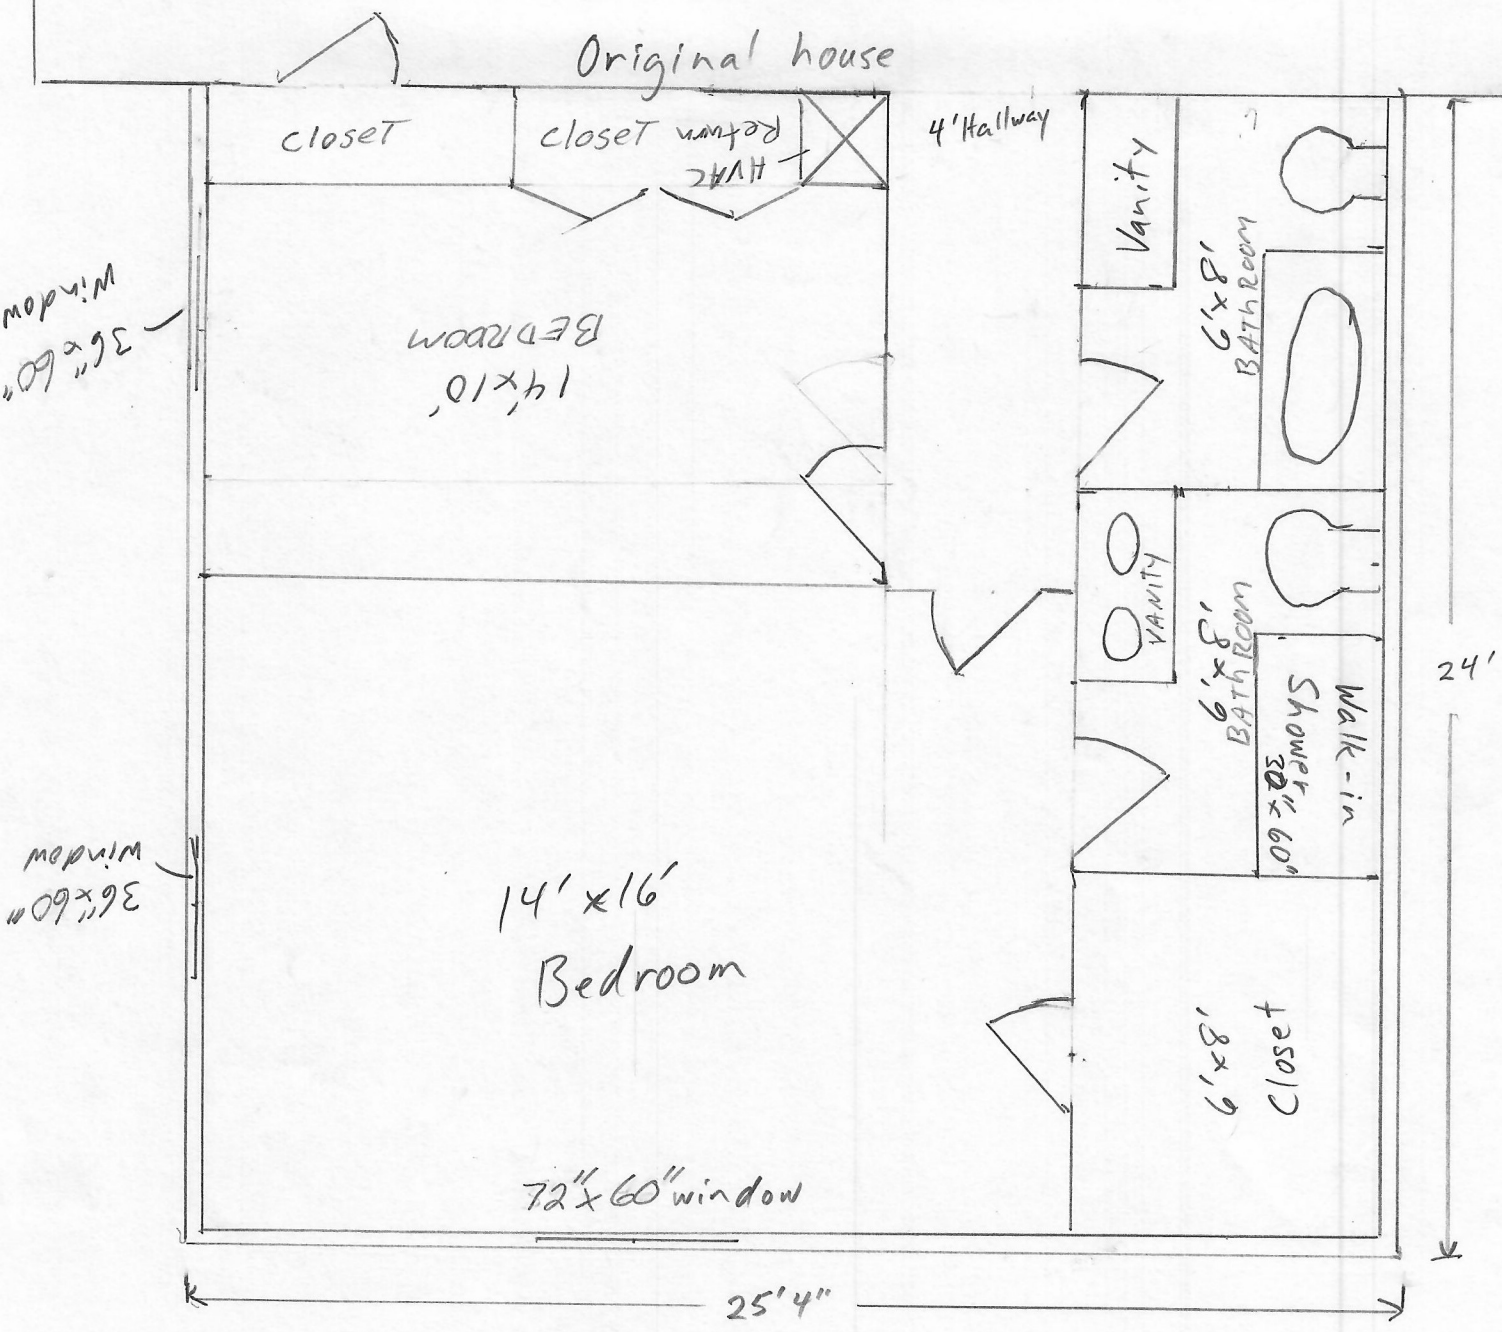 Original house
closet
closet
Return
HVAC
4' Hallway
Vanity
6'x8'
BATHROOM
36"x60"
window
14'x10'
BEDROOM
VANITY
6'x8'
BATHROOM
Walk-in
Shower
30"x60"
24'
36"x60"
window
14' x16'
Bedroom
6'x8'
Closet
72"x60" window
25'4"